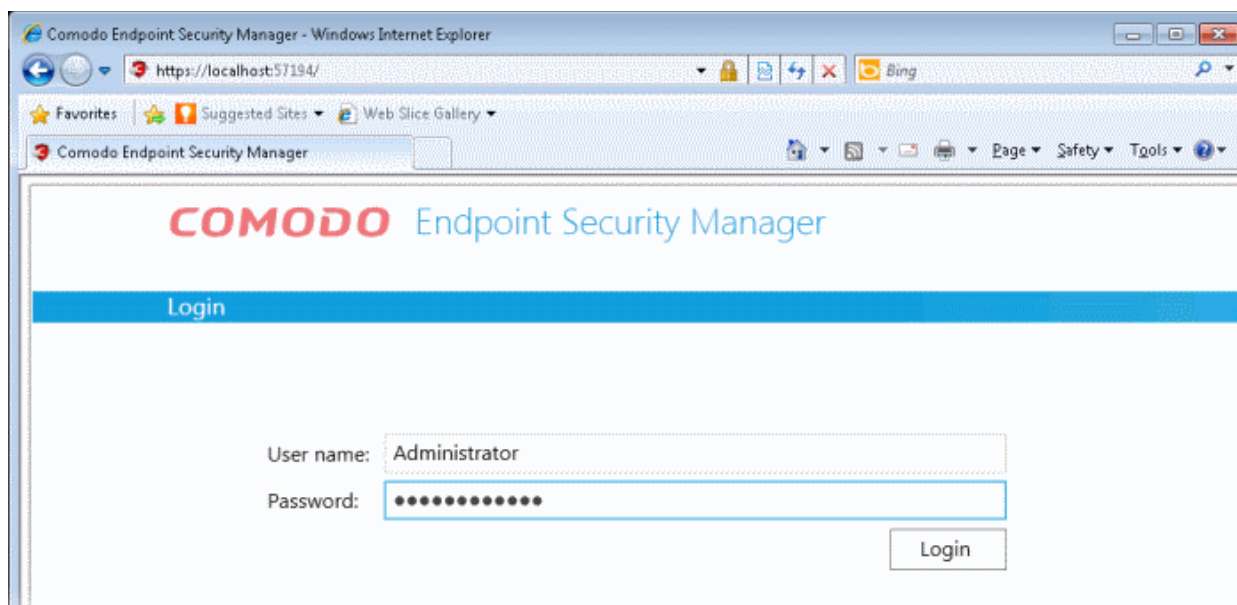 Comodo Endpoint Security Manager - Windows Internet Explorer
https://localhost:57194/
Bing
Favorites Suggested Sites Web Slice Gallery
Comodo Endpoint Security Manager Page Safety Tools
COMODO Endpoint Security Manager
Login
User name: Administrator
Password: ●●●●●●●●●●●●
Login